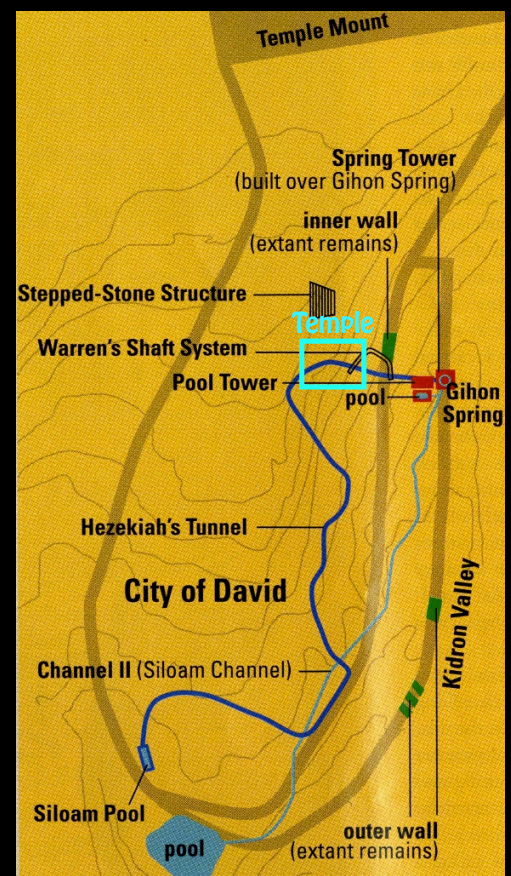 Temple Mount
Spring Tower
(built over Gihon Spring)
inner wall
(extant remains)
Stepped-Stone Structure
Temple
Warren's Shaft System
Pool Tower
pool
Gihon
Spring
Hezekiah's Tunnel
City of David
Kidron Valley
Channel II (Siloam Channel)
Siloam Pool
outer wall
(extant remains)
pool